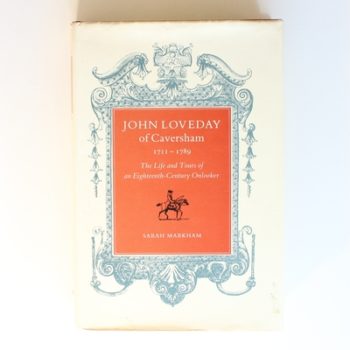 JOHN LOVEDAY
of Caversham
1711 – 1789
The Life and Tours of
an Eighteenth-Century Onlooker
SARAH MARKHAM